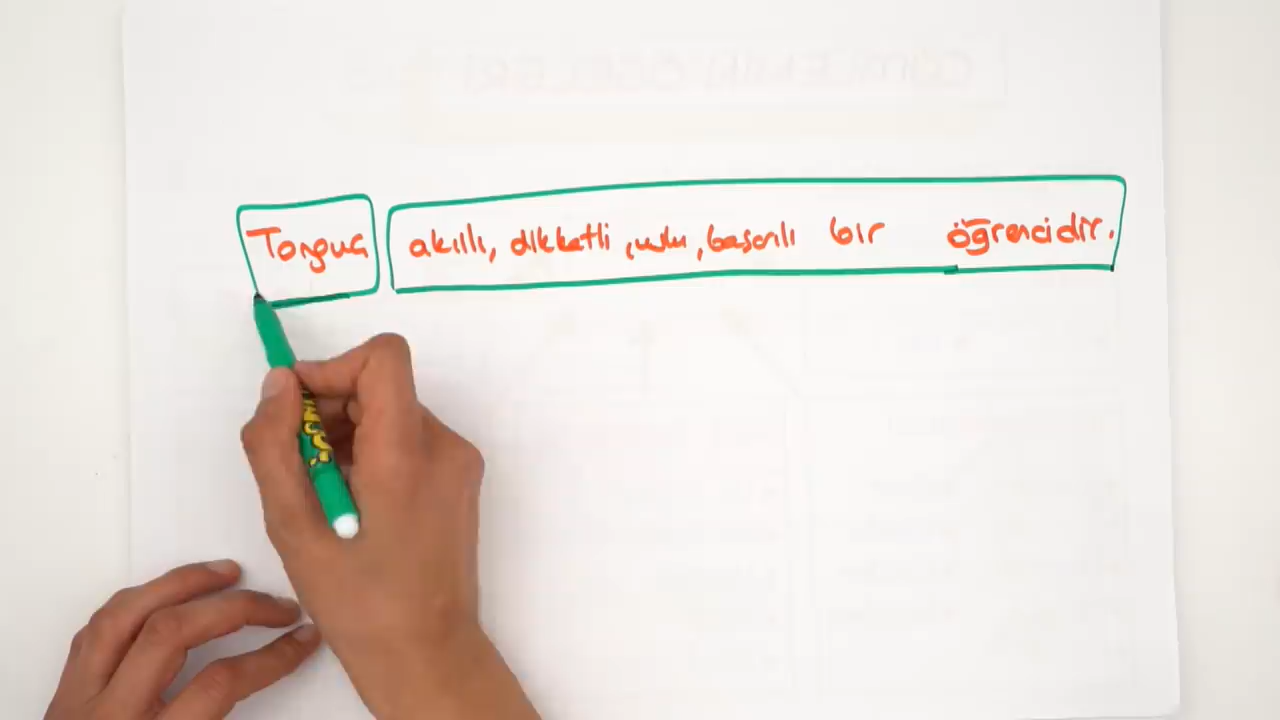 Tonguç akıllı, dikkatli, uslu, başarılı bir öğrencidir.